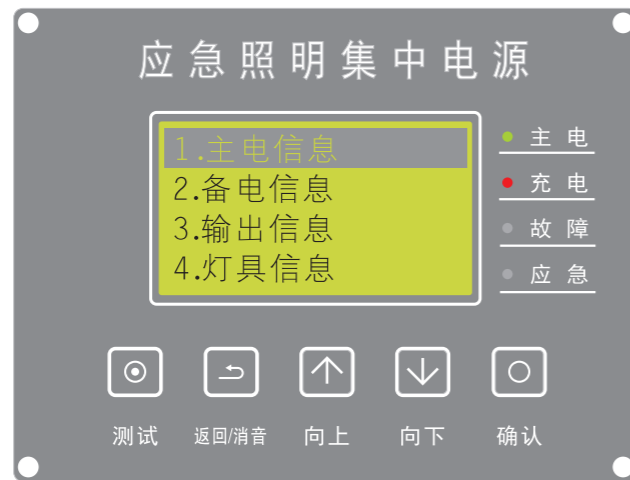 应急照明集中电源
1.主电信息
2.备电信息
3.输出信息
4.灯具信息
主电
充电
故障
应急
测试 返回/消音 向上 向下 确认